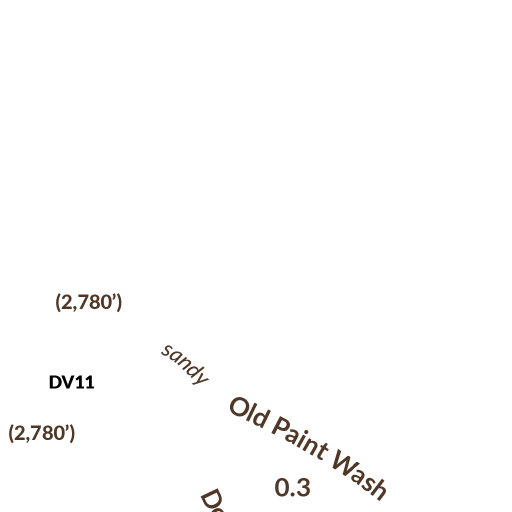 (2,780’)
sandy
DV11
Old Paint Wash
(2,780’)
0.3